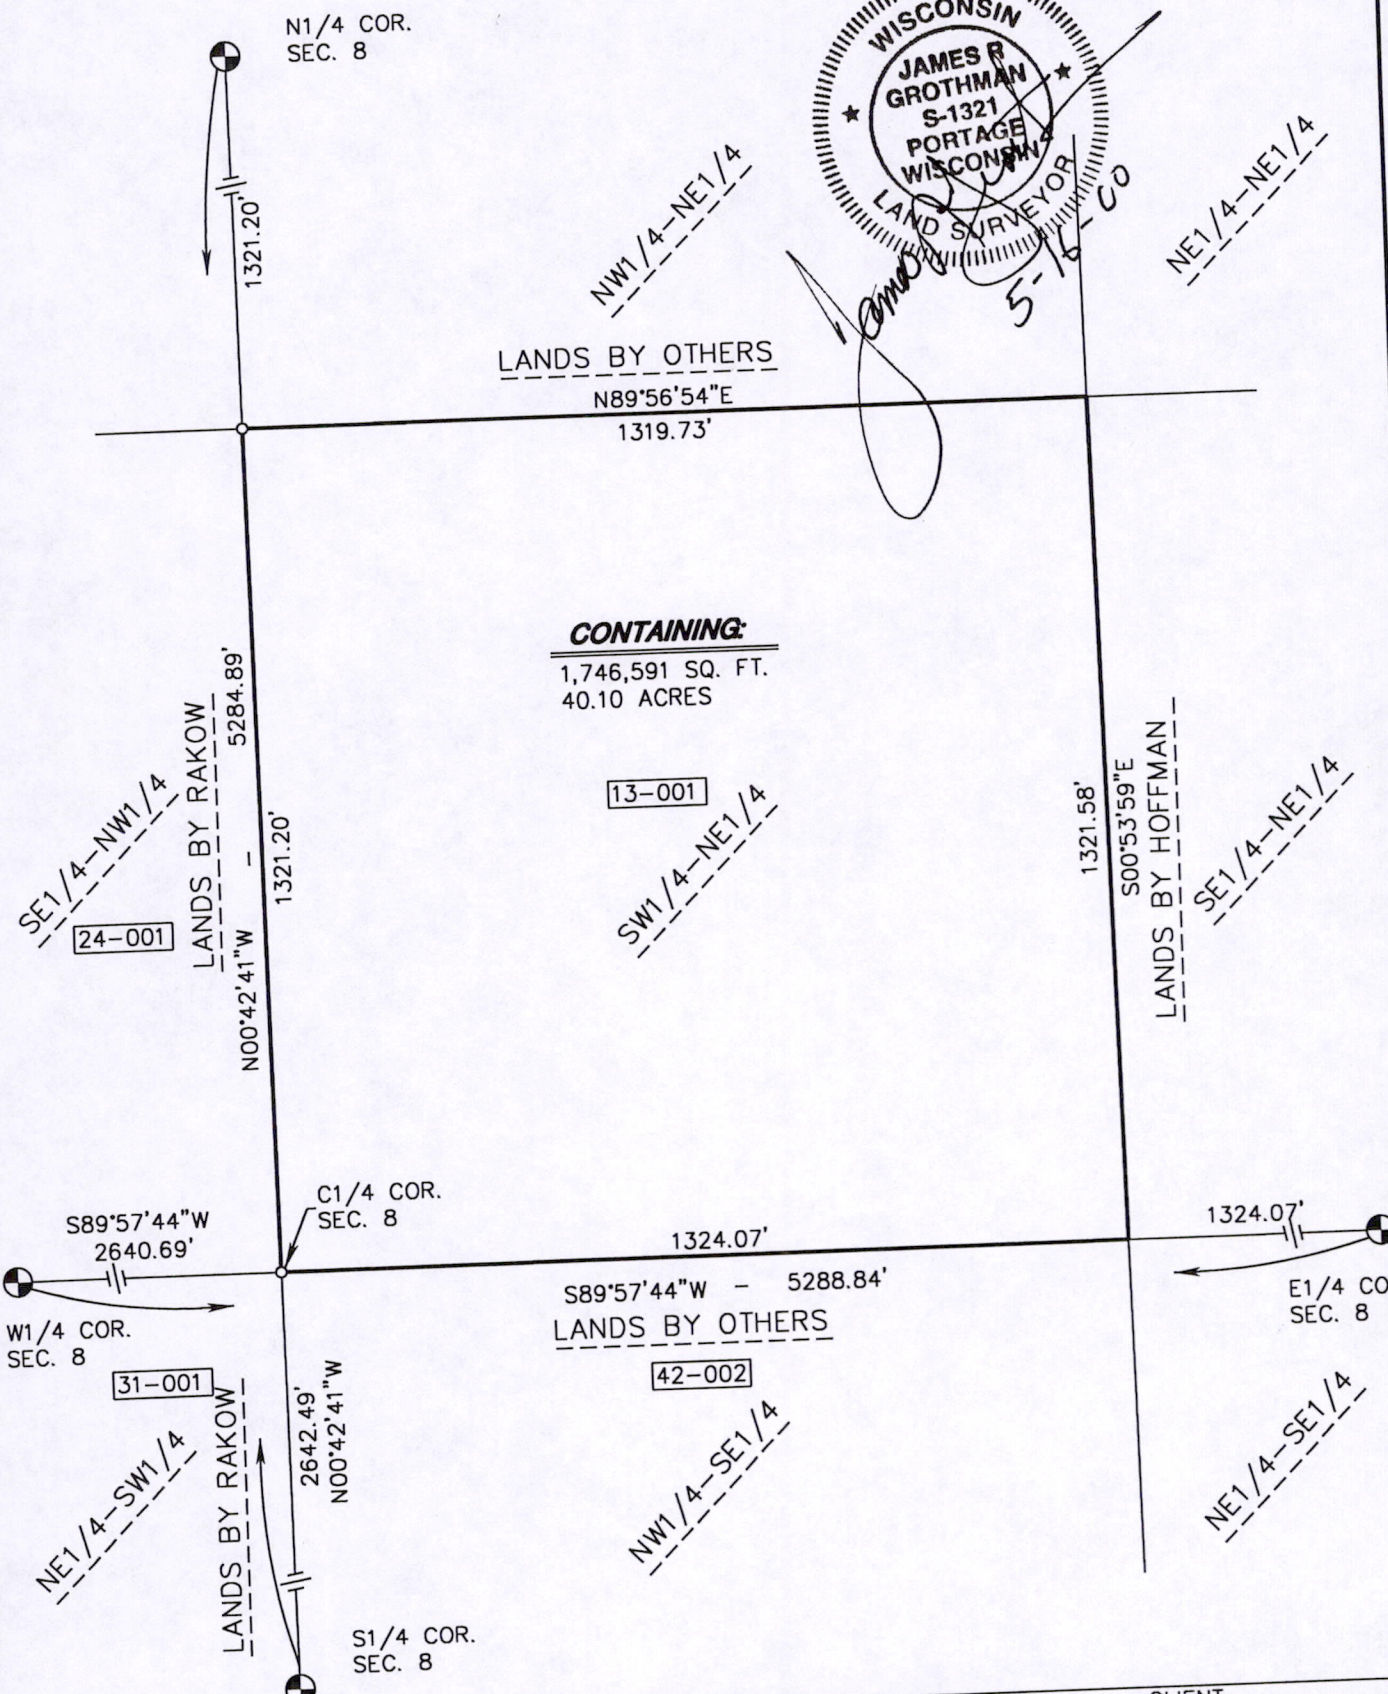 N1/4 COR.
SEC. 8
WISCONSIN
JAMES R
GROTHMAN
S-1321
PORTAGE
WISCONSIN
LAND SURVEYOR
5-16-00
1321.20'
NW1/4-NE1/4
NE1/4-NE1/4
LANDS BY OTHERS
N89°56'54"E
1319.73'
CONTAINING:
1,746,591 SQ. FT.
40.10 ACRES
13-001
SW1/4-NE1/4
SE1/4-NW1/4
24-001
LANDS BY RAKOW
N00°42'41"W - 5284.89'
1321.20'
1321.58'
S00°53'59"E
LANDS BY HOFFMAN
SE1/4-NE1/4
C1/4 COR.
SEC. 8
S89°57'44"W
2640.69'
1324.07'
1324.07'
S89°57'44"W - 5288.84'
LANDS BY OTHERS
42-002
W1/4 COR.
SEC. 8
E1/4 CO
SEC. 8
31-001
NE1/4-SW1/4
LANDS BY RAKOW
2642.49'
N00°42'41"W
NW1/4-SE1/4
NE1/4-SE1/4
S1/4 COR.
SEC. 8